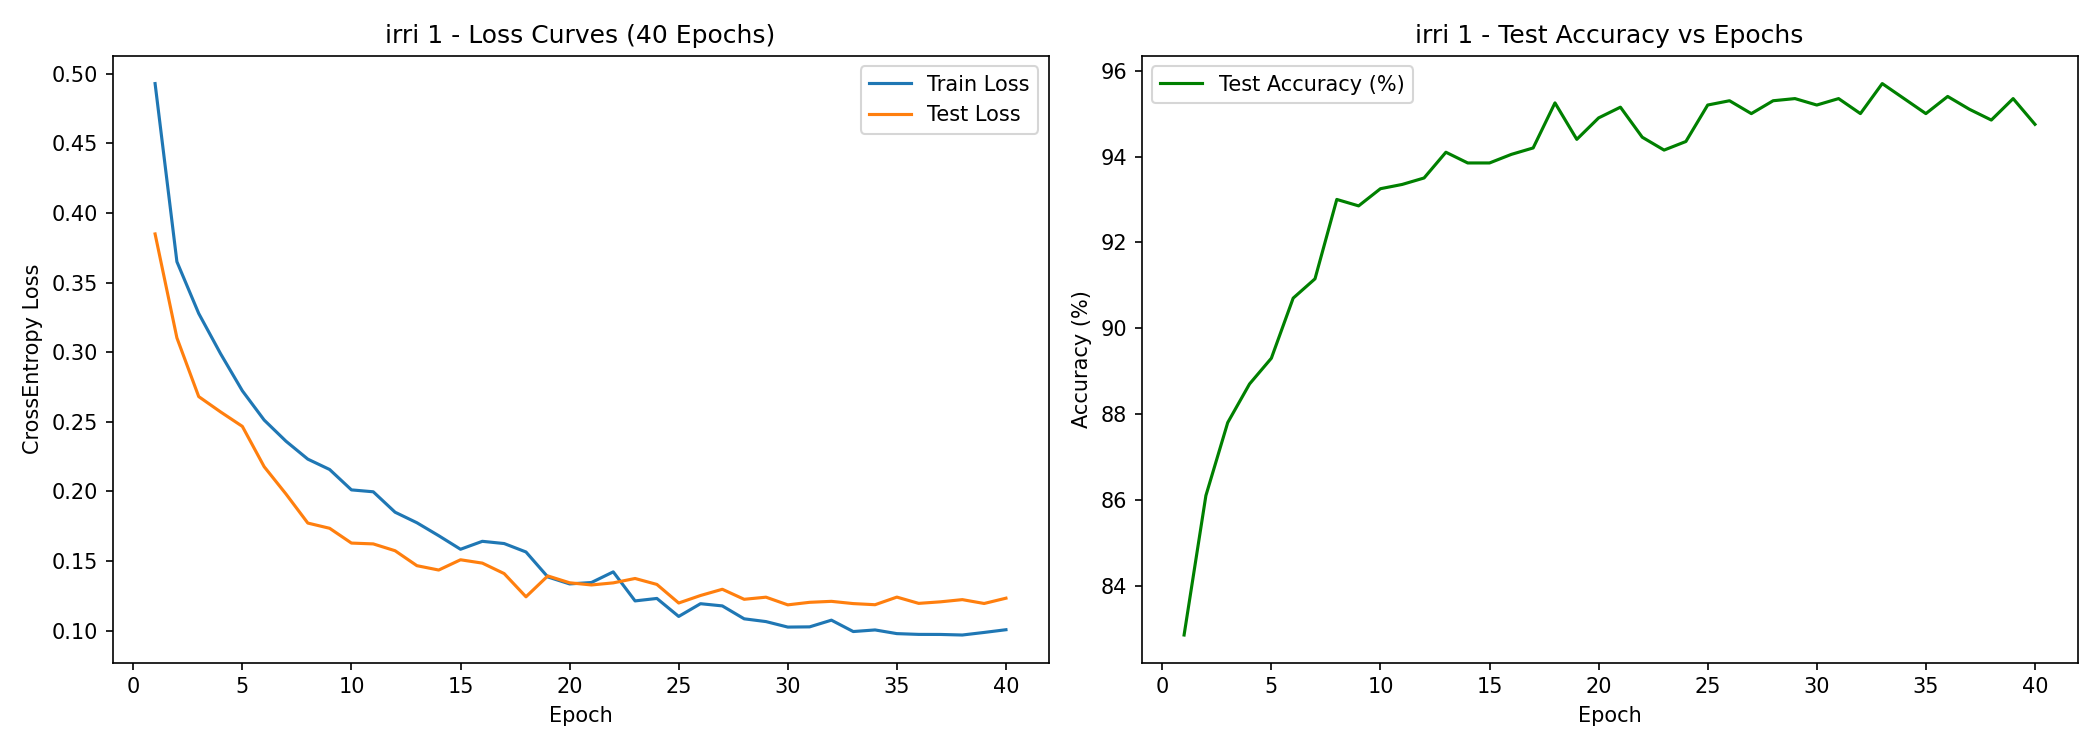 irri 1 - Loss Curves (40 Epochs)
CrossEntropy Loss
0.50
0.45
0.40
0.35
0.30
0.25
0.20
0.15
0.10
Train Loss
Test Loss
0 5 10 15 20 25 30 35 40
Epoch
irri 1 - Test Accuracy vs Epochs
Accuracy (%)
96
94
92
90
88
86
84
Test Accuracy (%)
0 5 10 15 20 25 30 35 40
Epoch